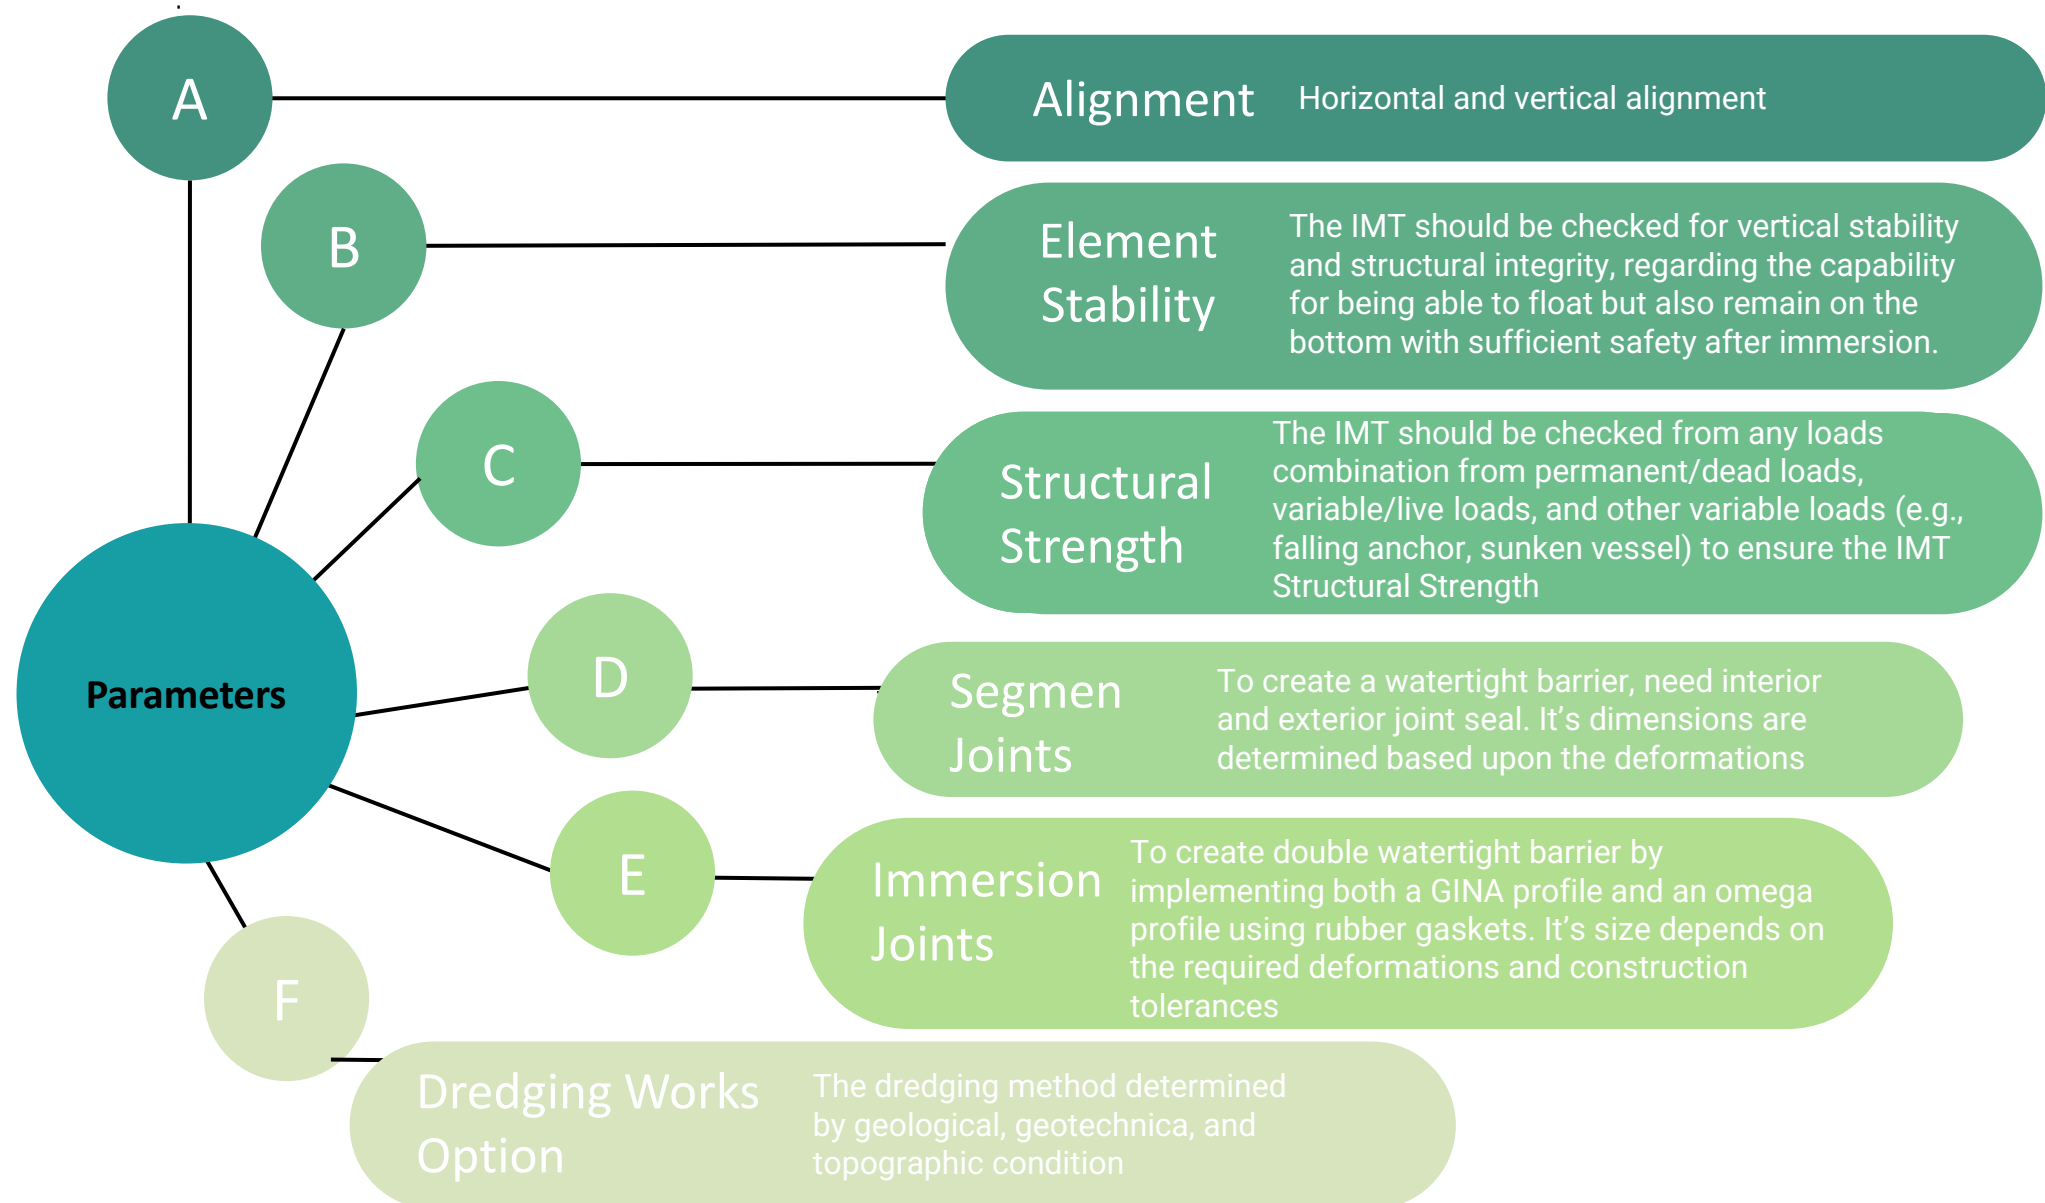 A
Alignment
Horizontal and vertical alignment
B
Element
Stability
The IMT should be checked for vertical stability
and structural integrity, regarding the capability
for being able to float but also remain on the
bottom with sufficient safety after immersion.
C
Structural
Strength
The IMT should be checked from any loads
combination from permanent/dead loads,
variable/live loads, and other variable loads (e.g.,
falling anchor, sunken vessel) to ensure the IMT
Structural Strength
Parameters
D
Segmen
Joints
To create a watertight barrier, need interior
and exterior joint seal. It’s dimensions are
determined based upon the deformations
E
Immersion
Joints
To create double watertight barrier by
implementing both a GINA profile and an omega
profile using rubber gaskets. It’s size depends on
the required deformations and construction
tolerances
F
Dredging Works
Option
The dredging method determined
by geological, geotechnica, and
topographic condition